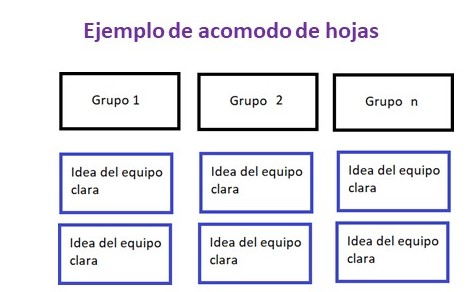 Ejemplo de acomodo de hojas
Grupo 1
Grupo 2
Grupo n
Idea del equipo
clara
Idea del equipo
clara
Idea del equipo
clara
Idea del equipo
clara
Idea del equipo
clara
Idea del equipo
clara